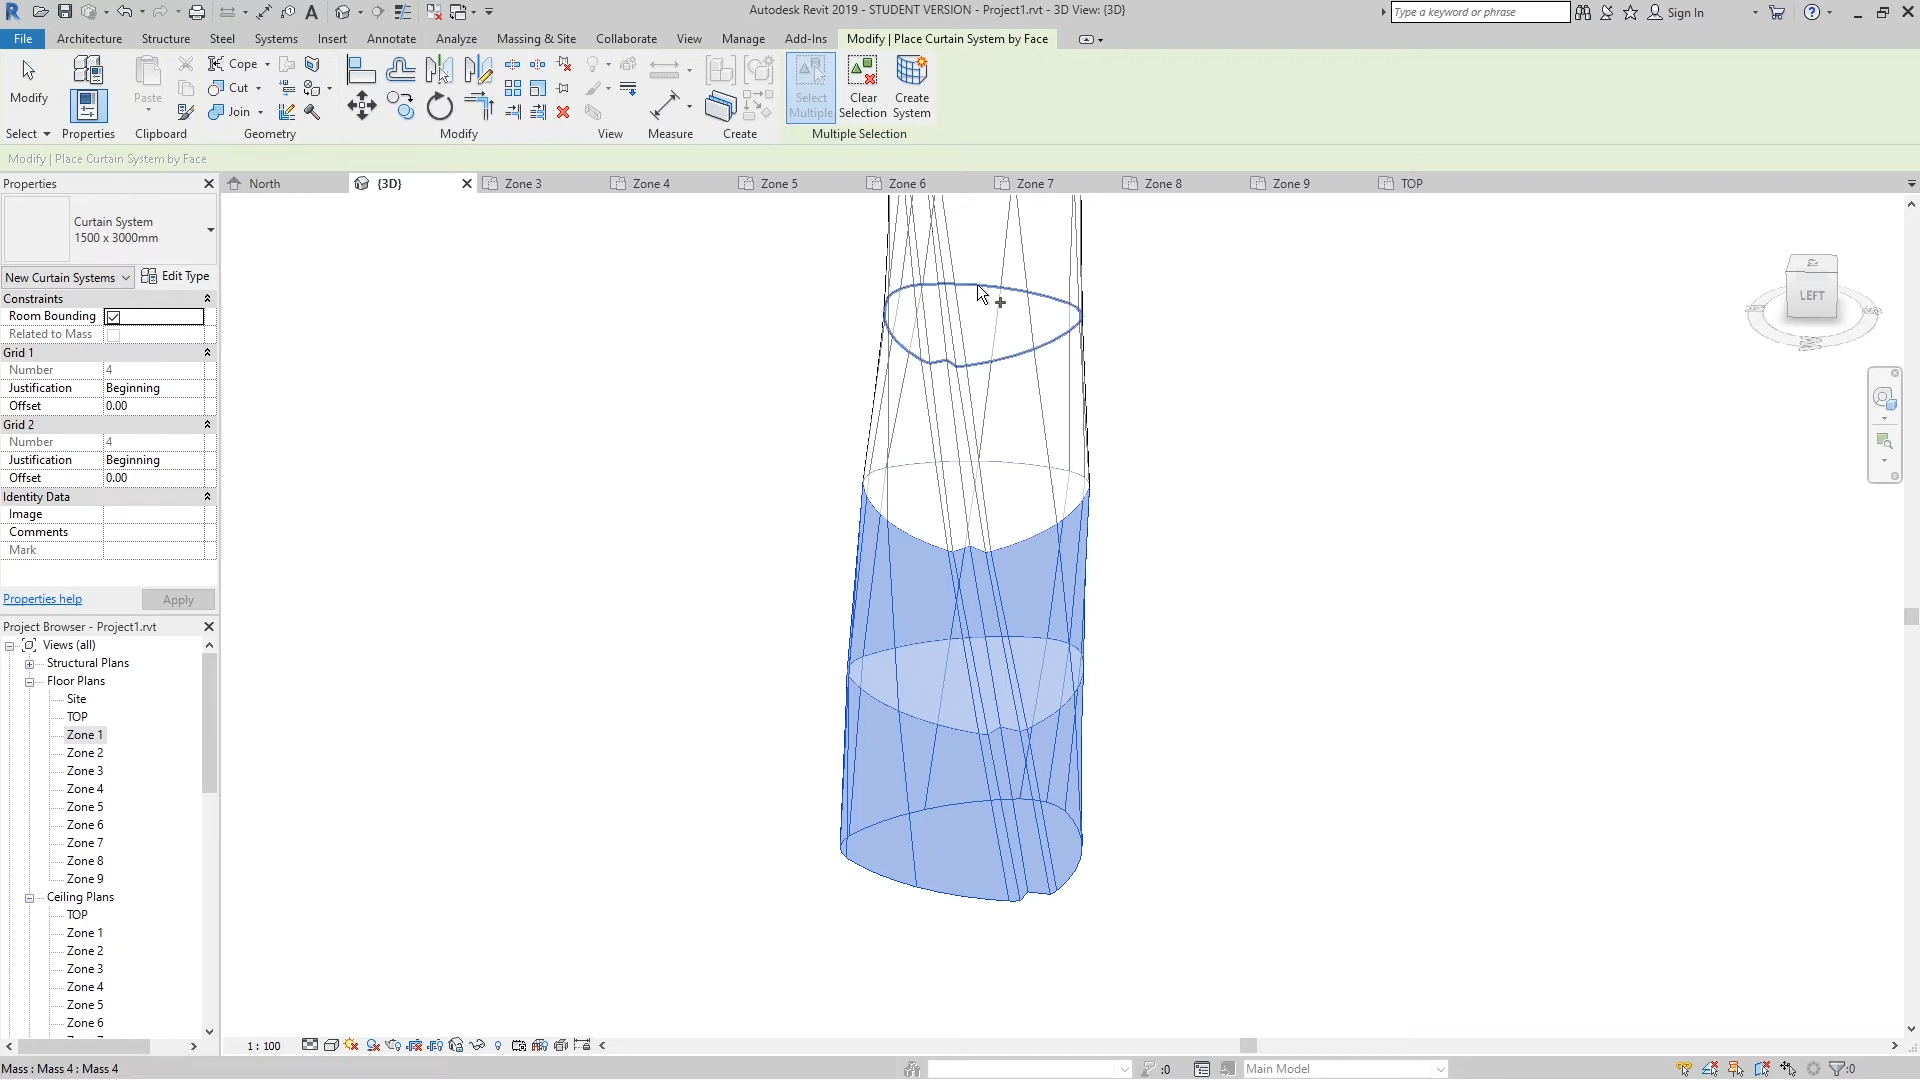 Autodesk Revit 2019 - STUDENT VERSION - Project1.rvt - 3D View: {3D}
Type a keyword or phrase
Sign In
File Architecture Structure Steel Systems Insert Annotate Analyze Massing & Site Collaborate View Manage Add-Ins Modify | Place Curtain System by Face
Modify Properties Paste Cope Cut Join Select Multiple Clear Selection Create System
Select Properties Clipboard Geometry Modify View Measure Create Multiple Selection
Modify | Place Curtain System by Face
Properties
North {3D} Zone 3 Zone 4 Zone 5 Zone 6 Zone 7 Zone 8 Zone 9 TOP
Curtain System
1500 x 3000mm
New Curtain Systems Edit Type
Constraints
Room Bounding
Related to Mass
Grid 1
Number 4
Justification Beginning
Offset 0.00
Grid 2
Number 4
Justification Beginning
Offset 0.00
Identity Data
Image
Comments
Mark
Properties help Apply
Project Browser - Project1.rvt
Views (all)
Structural Plans
Floor Plans
Site
TOP
Zone 1
Zone 2
Zone 3
Zone 4
Zone 5
Zone 6
Zone 7
Zone 8
Zone 9
Ceiling Plans
TOP
Zone 1
Zone 2
Zone 3
Zone 4
Zone 5
Zone 6
LEFT
1 : 100
Mass : Mass 4 : Mass 4
:0
Main Model
:0